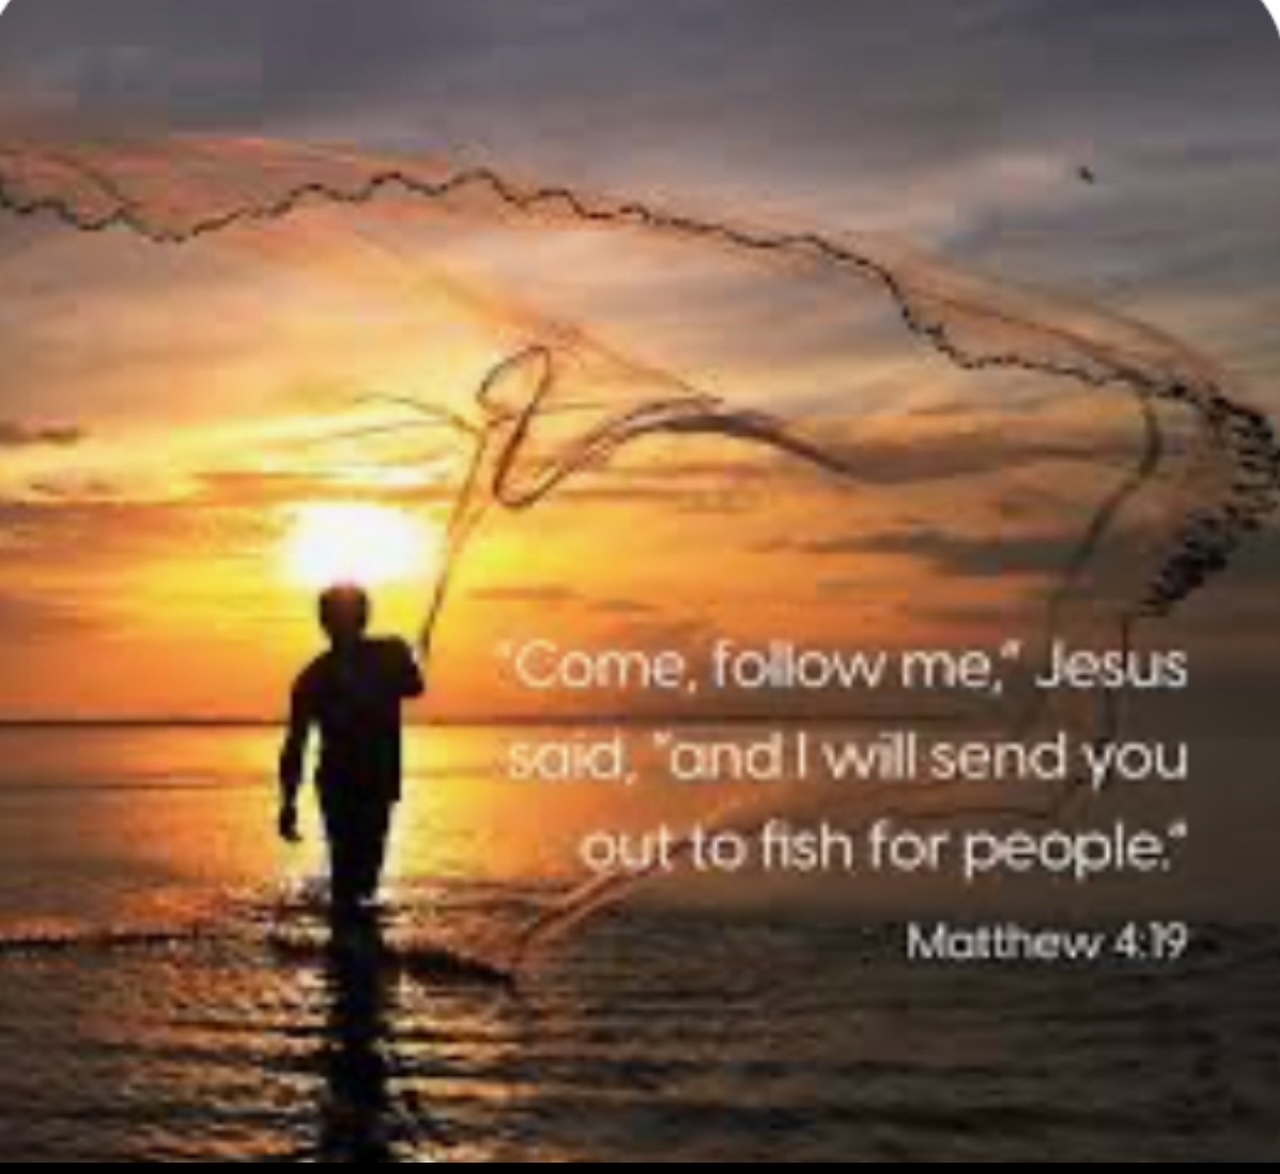 "Come, follow me," Jesus
said, "and I will send you
out to fish for people."
Matthew 4:19